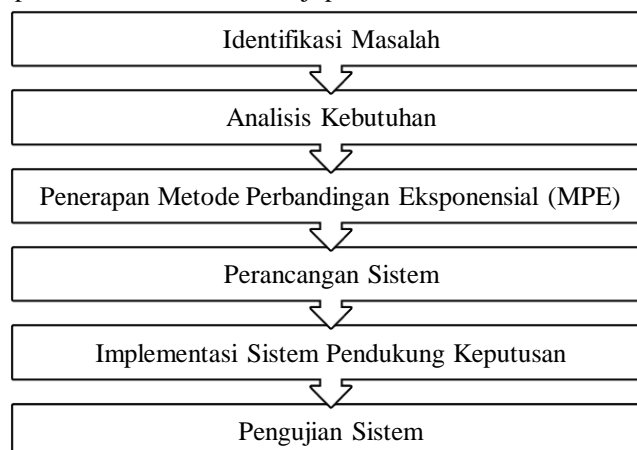 Identifikasi Masalah
Analisis Kebutuhan
Penerapan Metode Perbandingan Eksponensial (MPE)
Perancangan Sistem
Implementasi Sistem Pendukung Keputusan
Pengujian Sistem